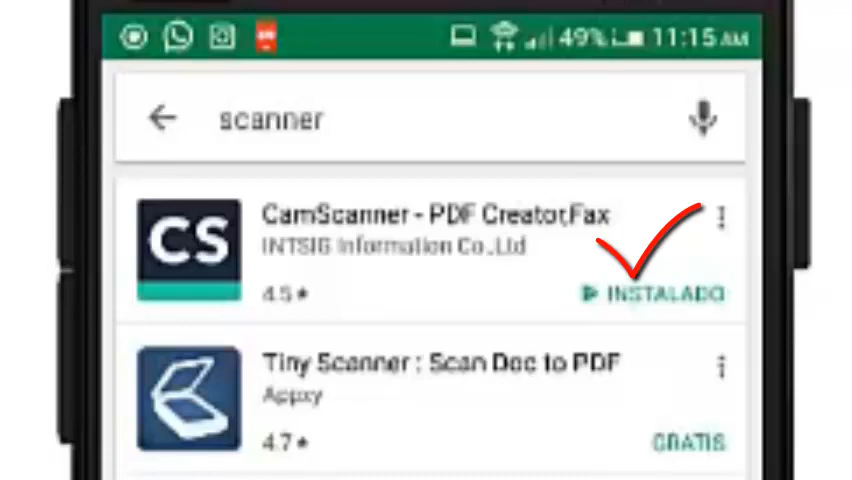 49% 11:15 AM
scanner
CS
CamScanner - PDF Creator,Fax
INTSIG Information Co.,Ltd
4.5
INSTALADO
Tiny Scanner : Scan Doc to PDF
Appxy
4.7
GRATIS